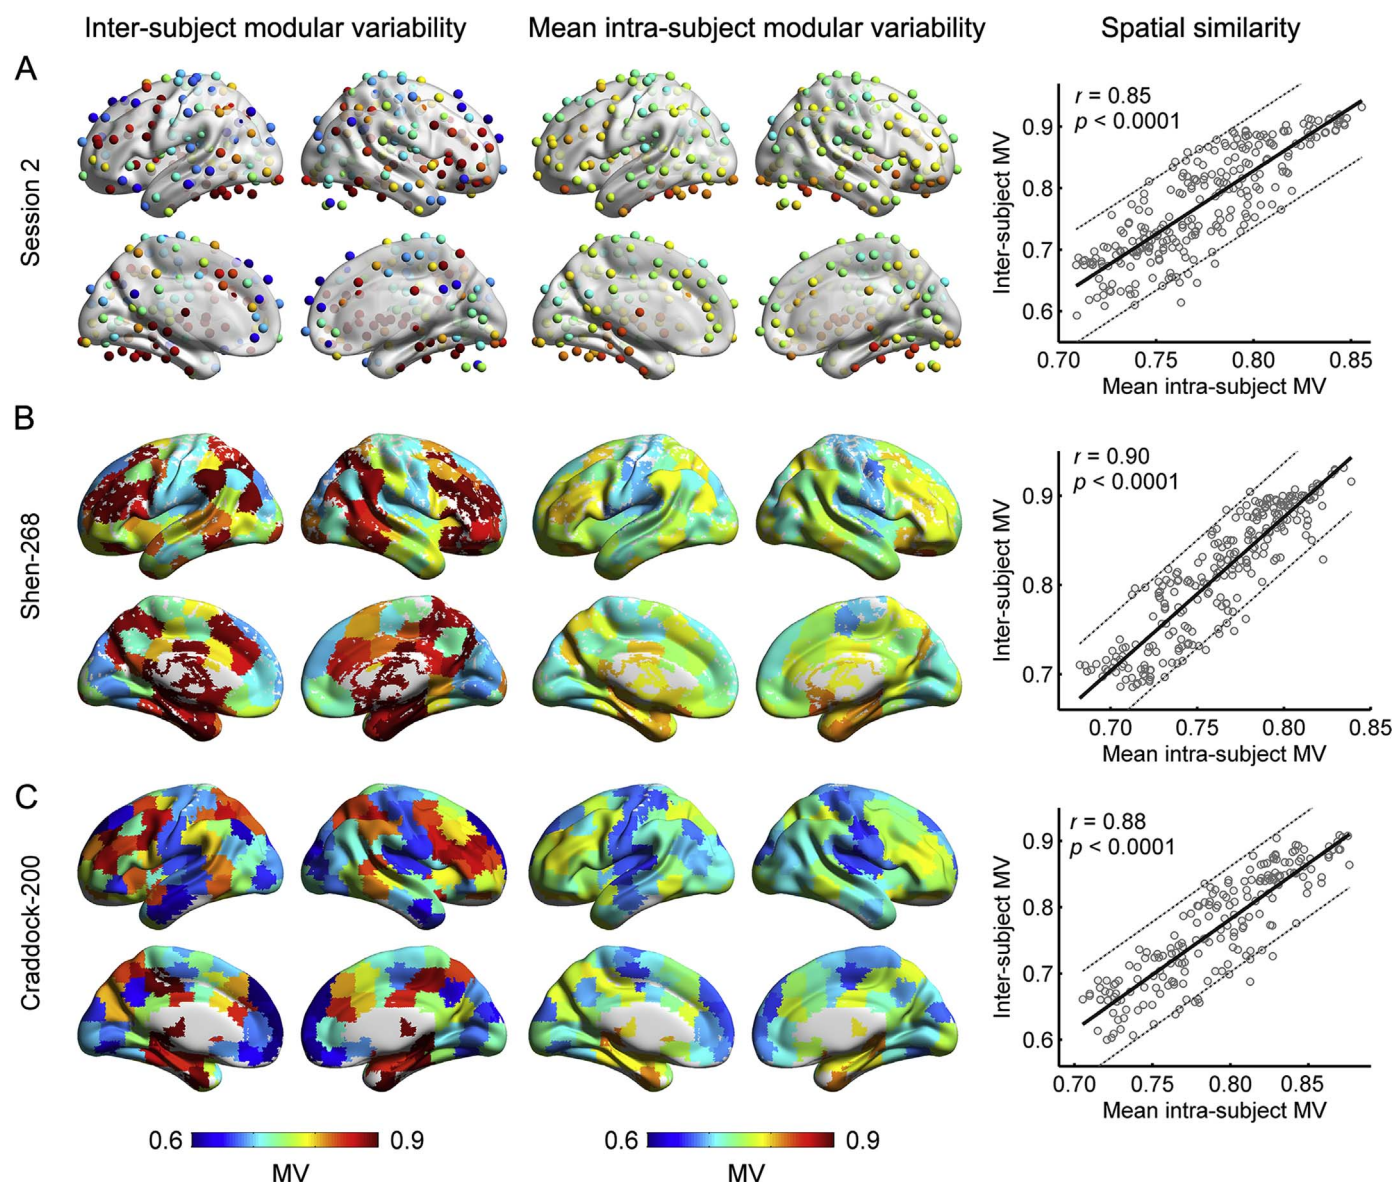 Inter-subject modular variability
Mean intra-subject modular variability
Spatial similarity
A
Session 2
r = 0.85
p < 0.0001
Inter-subject MV
0.9
0.8
0.7
0.6
0.70 0.75 0.80 0.85
Mean intra-subject MV
B
Shen-268
r = 0.90
p < 0.0001
Inter-subject MV
0.9
0.8
0.7
0.70 0.75 0.80 0.85
Mean intra-subject MV
C
Craddock-200
r = 0.88
p < 0.0001
Inter-subject MV
0.9
0.8
0.7
0.6
0.70 0.75 0.80 0.85
Mean intra-subject MV
0.6 0.9
MV
0.6 0.9
MV